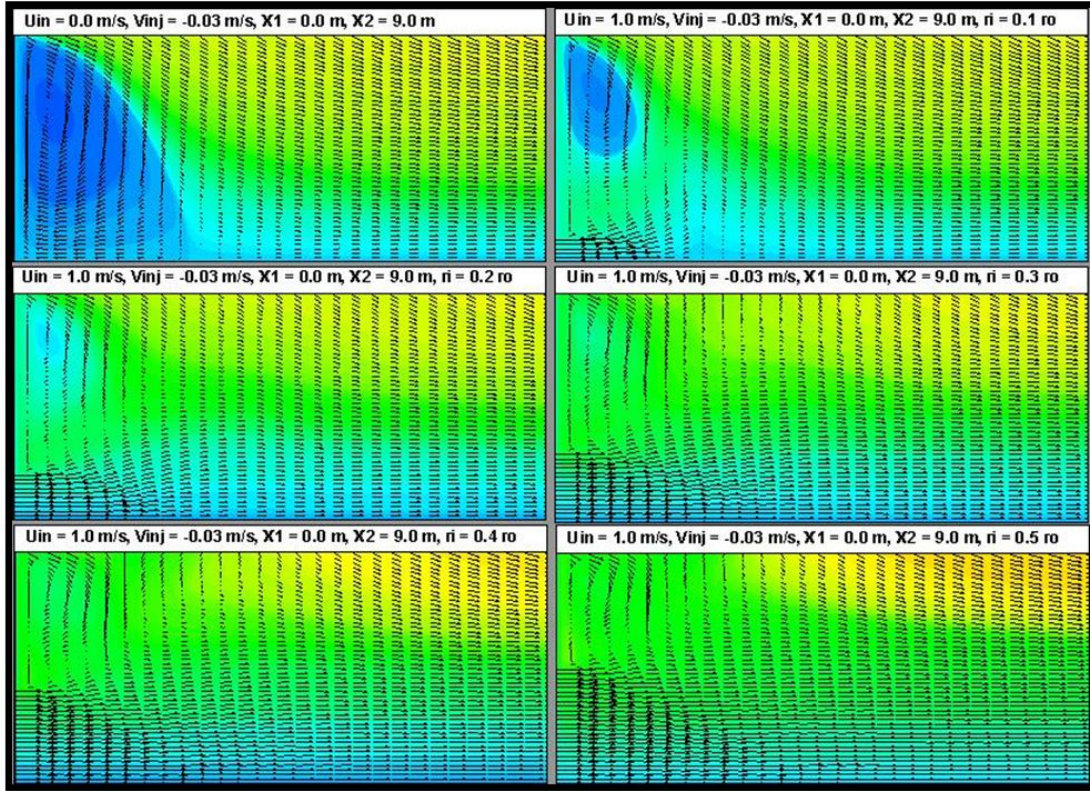 Uin = 0.0 m/s, Vinj = -0.03 m/s, X1 = 0.0 m, X2 = 9.0 m
Uin = 1.0 m/s, Vinj = -0.03 m/s, X1 = 0.0 m, X2 = 9.0 m, ri = 0.1 ro
Uin = 1.0 m/s, Vinj = -0.03 m/s, X1 = 0.0 m, X2 = 9.0 m, ri = 0.2 ro
Uin = 1.0 m/s, Vinj = -0.03 m/s, X1 = 0.0 m, X2 = 9.0 m, ri = 0.3 ro
Uin = 1.0 m/s, Vinj = -0.03 m/s, X1 = 0.0 m, X2 = 9.0 m, ri = 0.4 ro
Uin = 1.0 m/s, Vinj = -0.03 m/s, X1 = 0.0 m, X2 = 9.0 m, ri = 0.5 ro